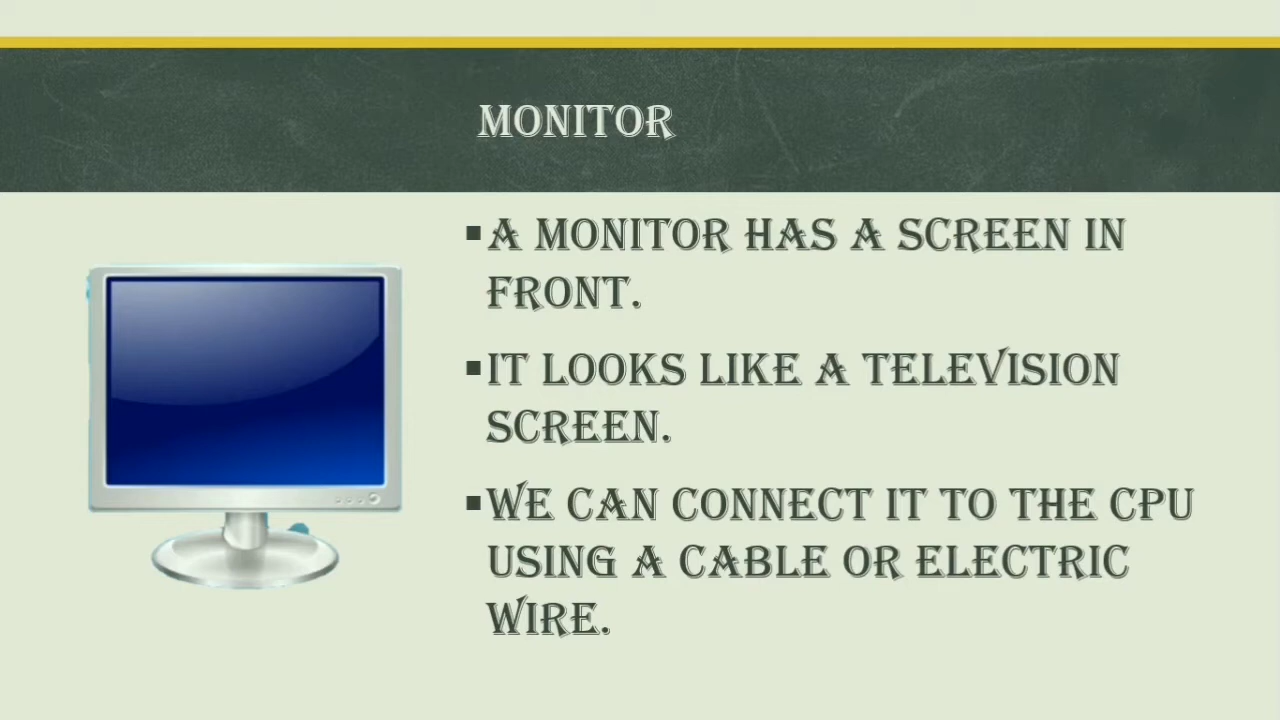 MONITOR
▪A MONITOR HAS A SCREEN IN
FRONT.
▪IT LOOKS LIKE A TELEVISION
SCREEN.
▪WE CAN CONNECT IT TO THE CPU
USING A CABLE OR ELECTRIC
WIRE.